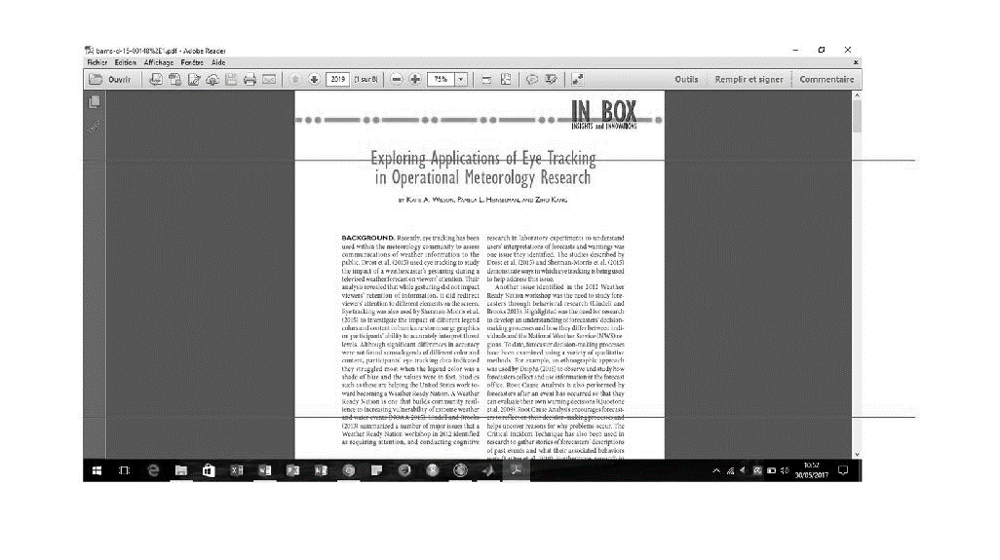 bams-d-15-00148%2E1.pdf - Adobe Reader
Fichier Edition Affichage Fenêtre Aide
Ouvrir 2019 (1 sur 8) 75% Outils Remplir et signer Commentaire
IN BOX
INSIGHTS and INNOVATIONS
Exploring Applications of Eye Tracking
in Operational Meteorology Research
BY KATIE A. WILSON, PAMELA L. HEINSELMAN, AND ZIHO KANG
BACKGROUND. Recently, eye tracking has been
used within the meteorology community to assess
communications of weather information to the
public. Drost et al. (2015) used eye tracking to study
the impact of a weathercaster's gesturing during a
televised weather forecast on viewers' attention. Their
analysis revealed that while gesturing did not impact
viewers' retention of information, it did redirect
viewers' attention to different elements on the screen.
Eye tracking was also used by Sherman-Morris et al.
(2015) to investigate the impact of different legend
colors and content in hurricane storm surge graphics
on participants' ability to accurately interpret threat
levels. Although significant differences in accuracy
were not found across legends of different color and
content, participants' eye-tracking data indicated
they struggled most when the legend color was a
shade of blue and the values were in feet. Studies
such as these are helping the United States work to-
ward becoming a Weather Ready Nation. A Weather
Ready Nation is one that builds community resil-
ience to increasing vulnerability of extreme weather
and water events (NOAA 2015). Lindell and Brooks
(2013) summarized a number of major issues that a
Weather Ready Nation workshop in 2012 identified
as requiring attention, and conducting cognitive
research in laboratory experiments to understand
users' interpretations of forecasts and warnings was
one issue they identified. The studies described by
Drost et al. (2015) and Sherman-Morris et al. (2015)
demonstrate ways in which eye tracking is being used
to help address this issue.
Another issue identified in the 2012 Weather
Ready Nation workshop was the need to study fore-
casters through behavioral research (Lindell and
Brooks 2013). Highlighted was the need for research
to develop an understanding of forecasters' decision-
making processes and how they differ between indi-
viduals and the National Weather Service (NWS) re-
gions. To date, forecaster decision-making processes
have been examined using a variety of qualitative
methods. For example, an ethnographic approach
was used by Daipha (2015) to observe and study how
forecasters collect and use information in the forecast
office. Root Cause Analysis is also performed by
forecasters after an event has occurred so that they
can evaluate their own warning decisions (Quoetone
et al. 2009). Root Cause Analysis encourages forecast-
ers to reflect on their decision-making process and
helps uncover reasons for why problems occur. The
Critical Incident Technique has also been used in
research to gather stories of forecasters' descriptions
of past events and what their associated behaviors
10:52
30/05/2017